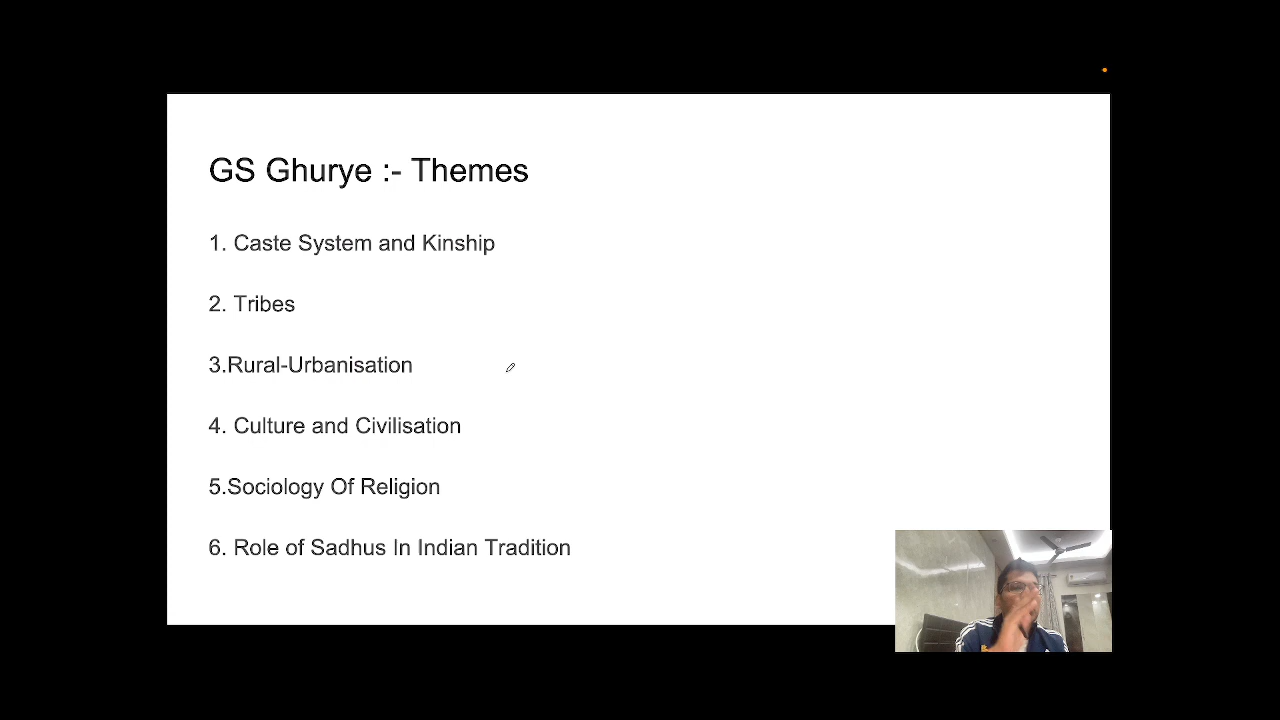 GS Ghurye :- Themes
1. Caste System and Kinship
2. Tribes
3.Rural-Urbanisation
4. Culture and Civilisation
5.Sociology Of Religion
6. Role of Sadhus In Indian Tradition